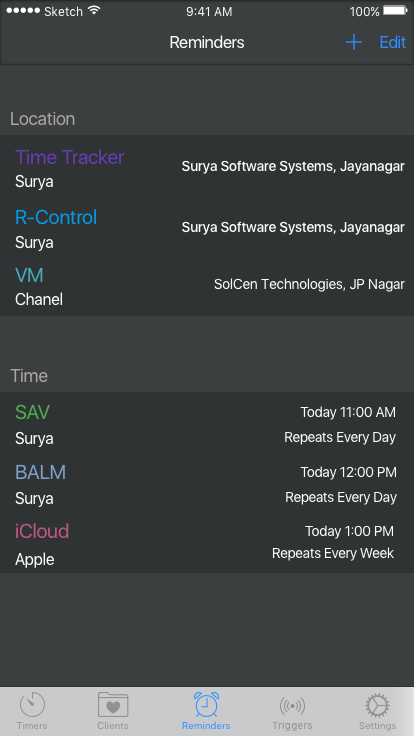 Sketch 9:41 AM 100%
Reminders Edit
Location
Time Tracker
Surya Software Systems, Jayanagar
Surya
R-Control
Surya Software Systems, Jayanagar
Surya
VM
SolCen Technologies, JP Nagar
Chanel
Time
SAV Today 11:00 AM
Surya Repeats Every Day
BALM Today 12:00 PM
Surya Repeats Every Day
iCloud Today 1:00 PM
Apple Repeats Every Week
Timers Clients Reminders Triggers Settings